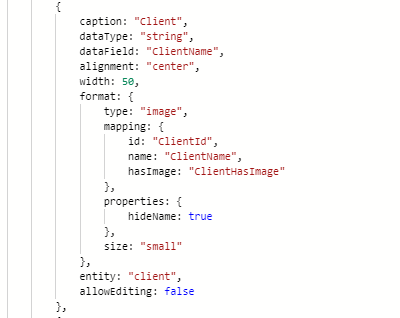 {
caption: "Client",
dataType: "string",
dataField: "ClientName",
alignment: "center",
width: 50,
format: {
type: "image",
mapping: {
id: "ClientId",
name: "ClientName",
hasImage: "ClientHasImage"
},
properties: {
hideName: true
},
size: "small"
},
entity: "client",
allowEditing: false
},